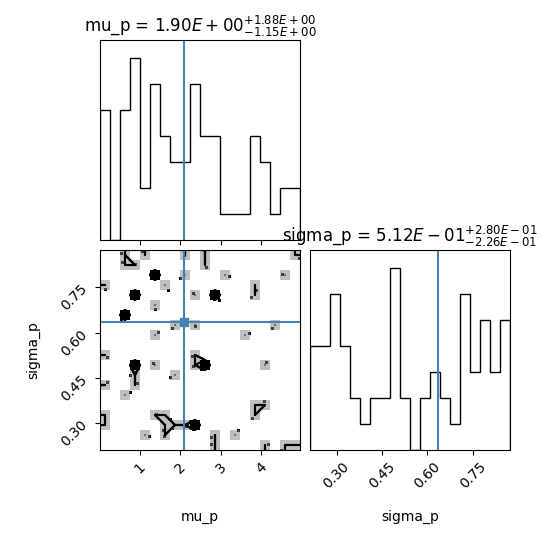 mu_p = 1.90E+00 +1.88E+00 −1.15E+00
sigma_p = 5.12E−01 +2.80E−01 −2.26E−01
sigma_p
0.75
0.60
0.45
0.30
1 2 3 4
mu_p
0.30 0.45 0.60 0.75
sigma_p